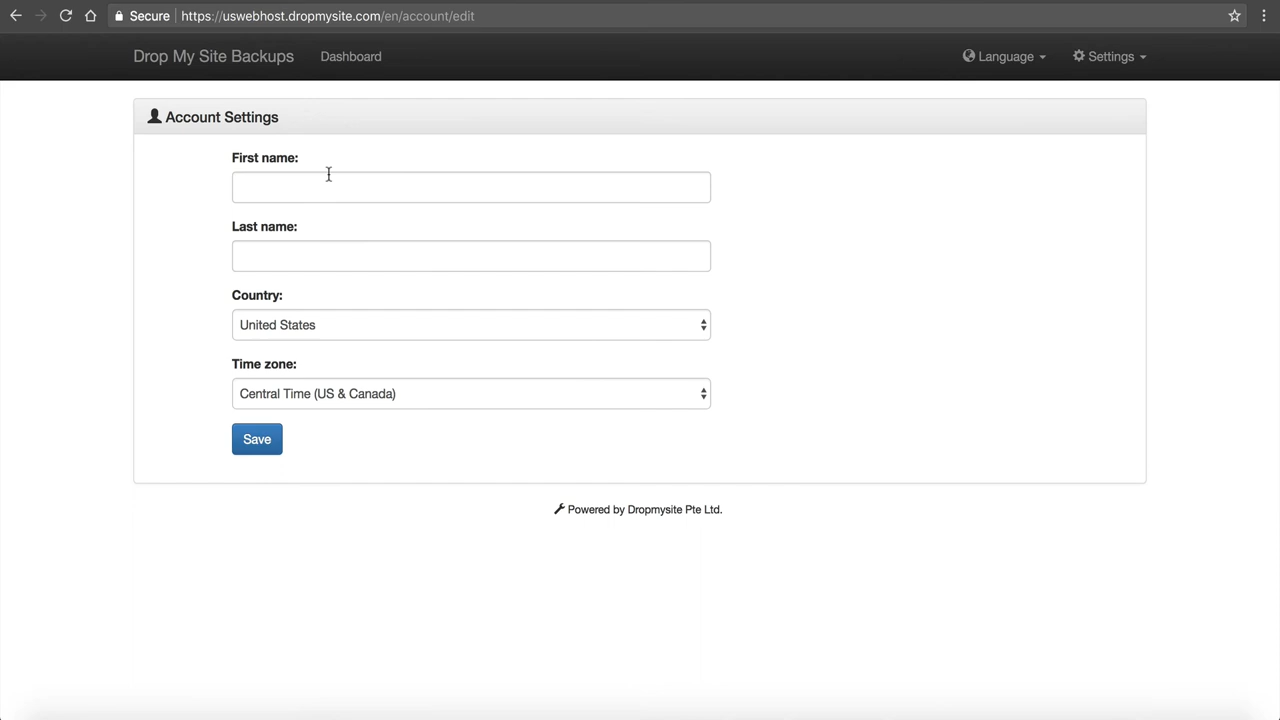 Secure https://uswebhost.dropmysite.com/en/account/edit
Drop My Site Backups Dashboard Language Settings
Account Settings
First name:
Last name:
Country:
United States
Time zone:
Central Time (US & Canada)
Save
Powered by Dropmysite Pte Ltd.